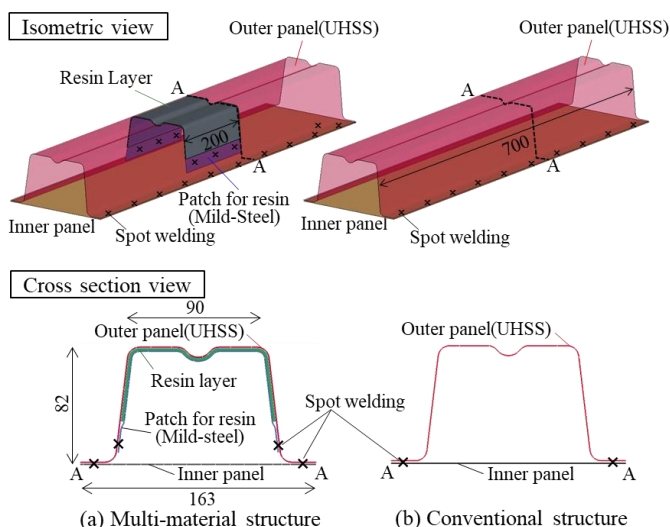 Isometric view
Outer panel(UHSS)
Outer panel(UHSS)
Resin Layer
A
A
200
700
A
A
Patch for resin
(Mild-Steel)
Inner panel
Spot welding
Inner panel
Spot welding
Cross section view
90
Outer panel(UHSS)
Outer panel(UHSS)
Resin layer
82
Patch for resin
(Mild-steel)
Spot welding
A
A
A
A
Inner panel
Inner panel
163
(a) Multi-material structure
(b) Conventional structure